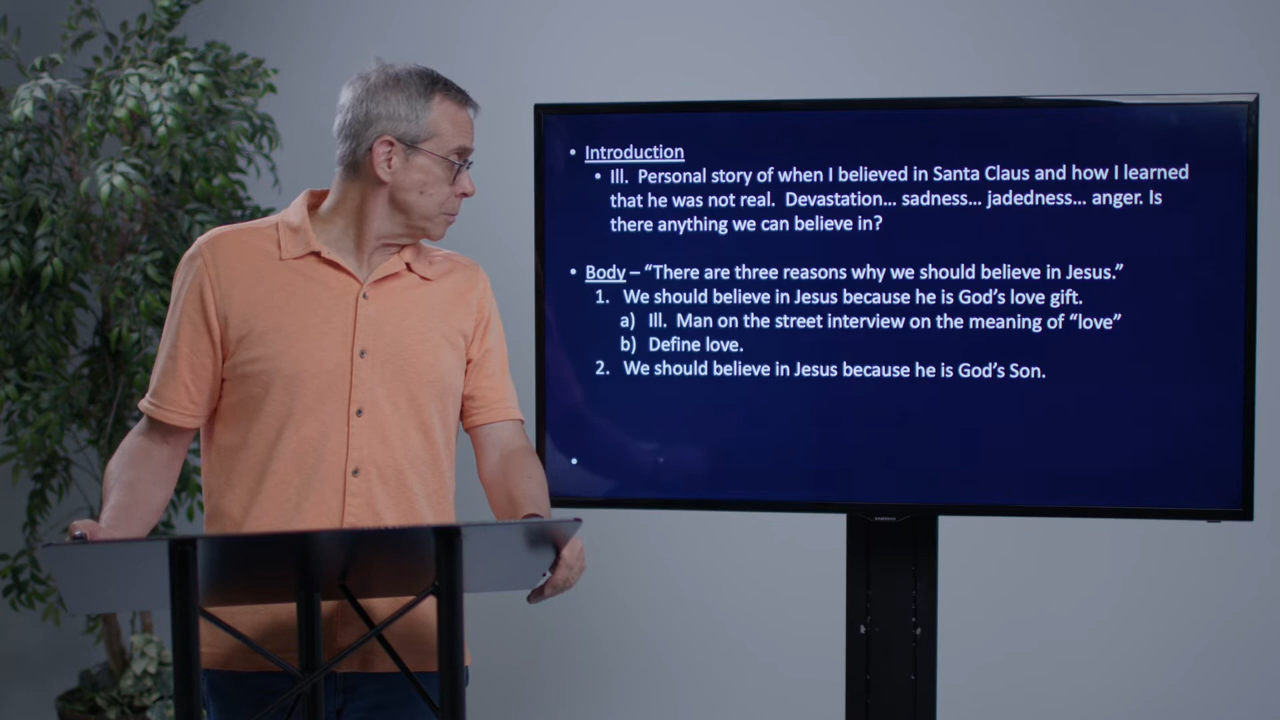 • Introduction
• Ill. Personal story of when I believed in Santa Claus and how I learned
that he was not real. Devastation... sadness... jadedness... anger. Is
there anything we can believe in?
• Body – “There are three reasons why we should believe in Jesus.”
1. We should believe in Jesus because he is God’s love gift.
a) Ill. Man on the street interview on the meaning of “love”
b) Define love.
2. We should believe in Jesus because he is God’s Son.
•
SAMSUNG